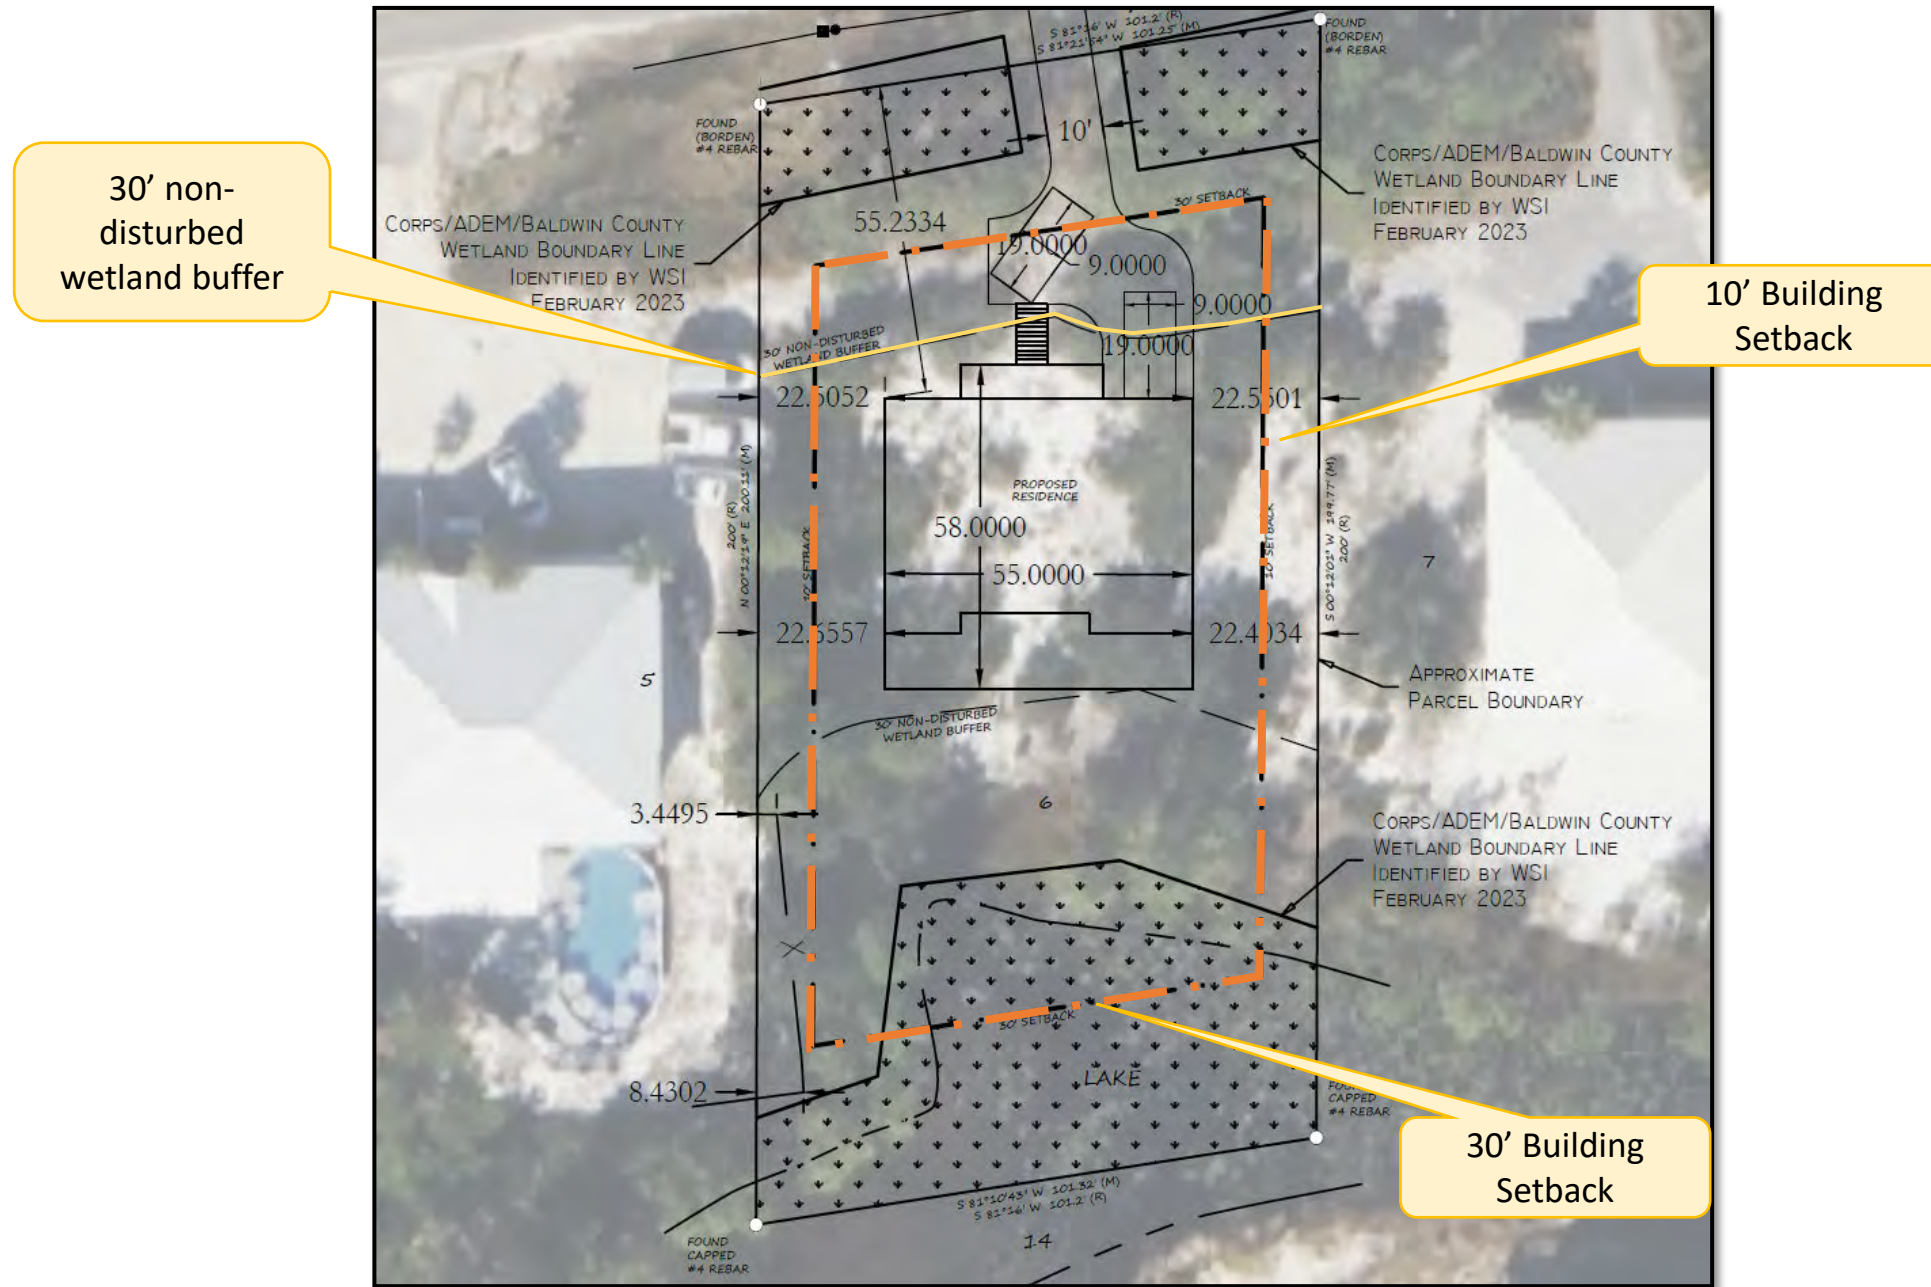 S 81°16' W 101.2' (R)
S 81°21'54" W 101.25' (M)
FOUND
(BORDEN)
#4 REBAR
FOUND
(BORDEN)
#4 REBAR
10'
CORPS/ADEM/BALDWIN COUNTY
WETLAND BOUNDARY LINE
IDENTIFIED BY WSI
FEBRUARY 2023
30' non-
disturbed
wetland buffer
CORPS/ADEM/BALDWIN COUNTY
WETLAND BOUNDARY LINE
IDENTIFIED BY WSI
FEBRUARY 2023
55.2334
30' SETBACK
19.0000
9.0000
9.0000
19.0000
10' Building
Setback
30' NON-DISTURBED
WETLAND BUFFER
22.5052
22.5501
N 00°12'19" E 200.11' (M)
200' (R)
PROPOSED
RESIDENCE
58.0000
55.0000
10' SETBACK
10' SETBACK
S 00°12'01" W 199.77' (M)
200' (R)
7
22.6557
22.4034
5
APPROXIMATE
PARCEL BOUNDARY
30' NON-DISTURBED
WETLAND BUFFER
3.4495
6
CORPS/ADEM/BALDWIN COUNTY
WETLAND BOUNDARY LINE
IDENTIFIED BY WSI
FEBRUARY 2023
X
30' SETBACK
LAKE
8.4302
FOUND
CAPPED
#4 REBAR
30' Building
Setback
S 81°10'43" W 101.32' (M)
S 81°16' W 101.2' (R)
FOUND
CAPPED
#4 REBAR
14